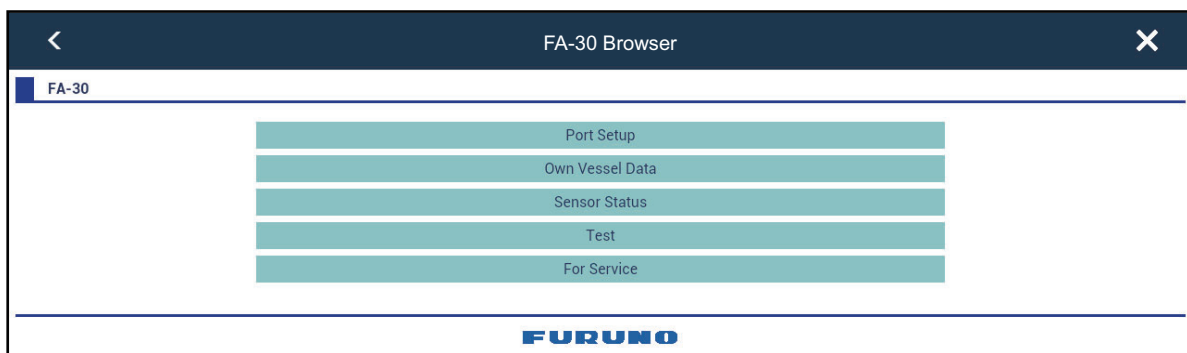 FA-30 Browser
FA-30
Port Setup
Own Vessel Data
Sensor Status
Test
For Service
FURUNO